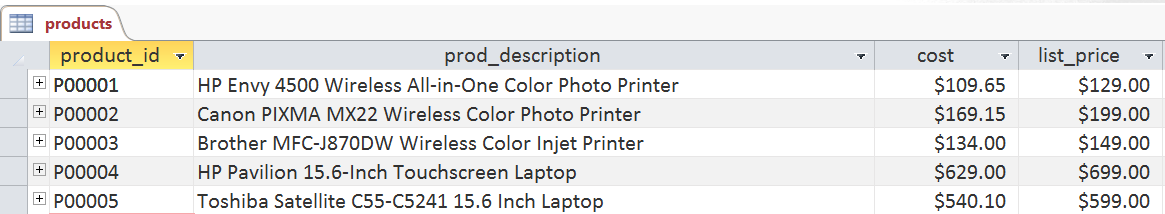 products
product_id prod_description cost list_price
P00001 HP Envy 4500 Wireless All-in-One Color Photo Printer $109.65 $129.00
P00002 Canon PIXMA MX22 Wireless Color Photo Printer $169.15 $199.00
P00003 Brother MFC-J870DW Wireless Color Injet Printer $134.00 $149.00
P00004 HP Pavilion 15.6-Inch Touchscreen Laptop $629.00 $699.00
P00005 Toshiba Satellite C55-C5241 15.6 Inch Laptop $540.10 $599.00